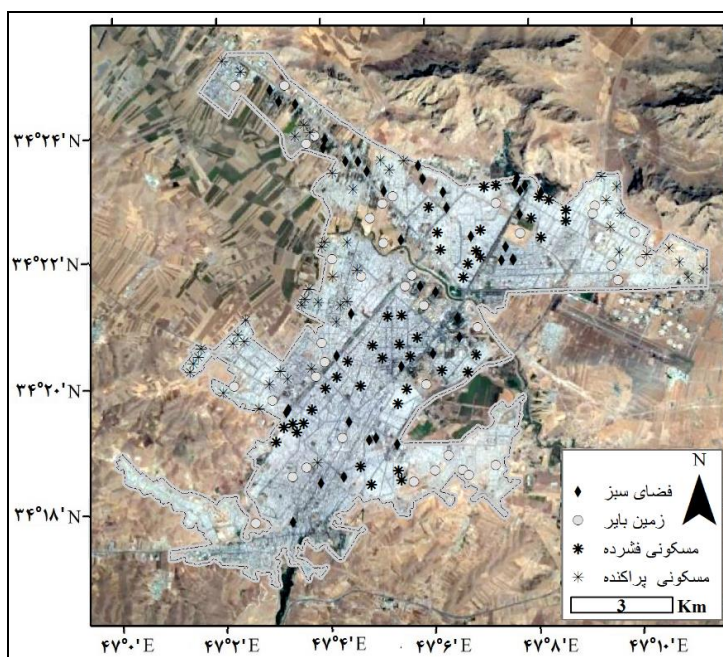 ۳۴°۲۴'N
۳۴°۲۲'N
۳۴°۲۰'N
۳۴°۱۸'N
N
فضای سبز
زمین بایر
مسکونی فشرده
مسکونی پراکنده
3 Km
۴۷°۰'E ۴۷°۲'E ۴۷°۴'E ۴۷°۶'E ۴۷°۸'E ۴۷°۱۰'E